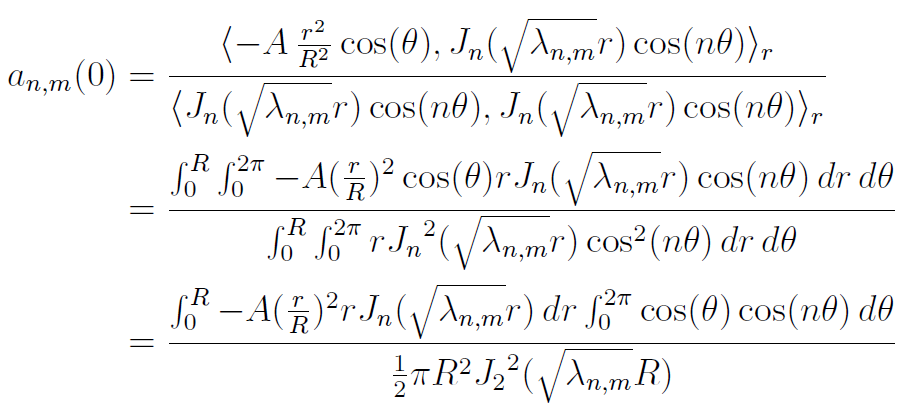 a_{n,m}(0) = \frac{\langle -A \frac{r^2}{R^2} \cos(\theta), J_n(\sqrt{\lambda_{n,m}}r) \cos(n\theta) \rangle_r}{\langle J_n(\sqrt{\lambda_{n,m}}r) \cos(n\theta), J_n(\sqrt{\lambda_{n,m}}r) \cos(n\theta) \rangle_r}
= \frac{\int_0^R \int_0^{2\pi} -A(\frac{r}{R})^2 \cos(\theta) r J_n(\sqrt{\lambda_{n,m}}r) \cos(n\theta) \, dr \, d\theta}{\int_0^R \int_0^{2\pi} r {J_n}^2(\sqrt{\lambda_{n,m}}r) \cos^2(n\theta) \, dr \, d\theta}
= \frac{\int_0^R -A(\frac{r}{R})^2 r J_n(\sqrt{\lambda_{n,m}}r) \, dr \int_0^{2\pi} \cos(\theta) \cos(n\theta) \, d\theta}{\frac{1}{2} \pi R^2 {J_2}^2(\sqrt{\lambda_{n,m}}R)}